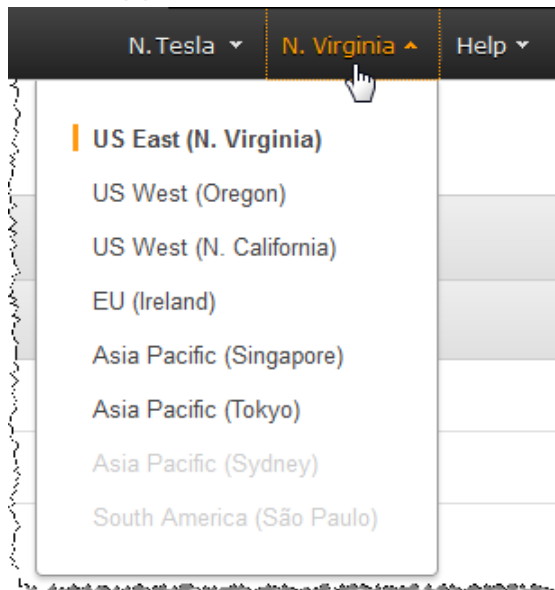 N. Tesla N. Virginia Help
US East (N. Virginia)
US West (Oregon)
US West (N. California)
EU (Ireland)
Asia Pacific (Singapore)
Asia Pacific (Tokyo)
Asia Pacific (Sydney)
South America (São Paulo)